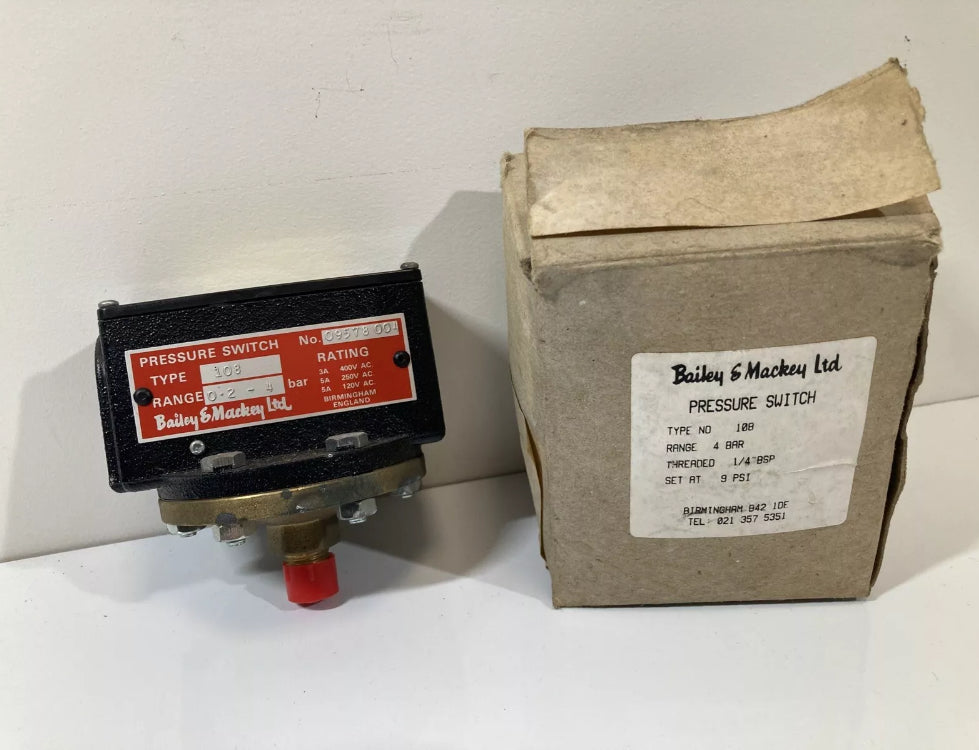 PRESSURE SWITCH No. 09578 001
TYPE 108
RANGE 0·2 - 4 bar
Bailey & Mackey Ltd.
RATING
3A 400V AC.
5A 250V AC.
5A 120V AC.
BIRMINGHAM
ENGLAND
Bailey & Mackey Ltd
PRESSURE SWITCH
TYPE NO 108
RANGE 4 BAR
THREADED 1/4"BSP
SET AT 9 PSI
BIRMINGHAM B42 1DE
TEL: 021 357 5351